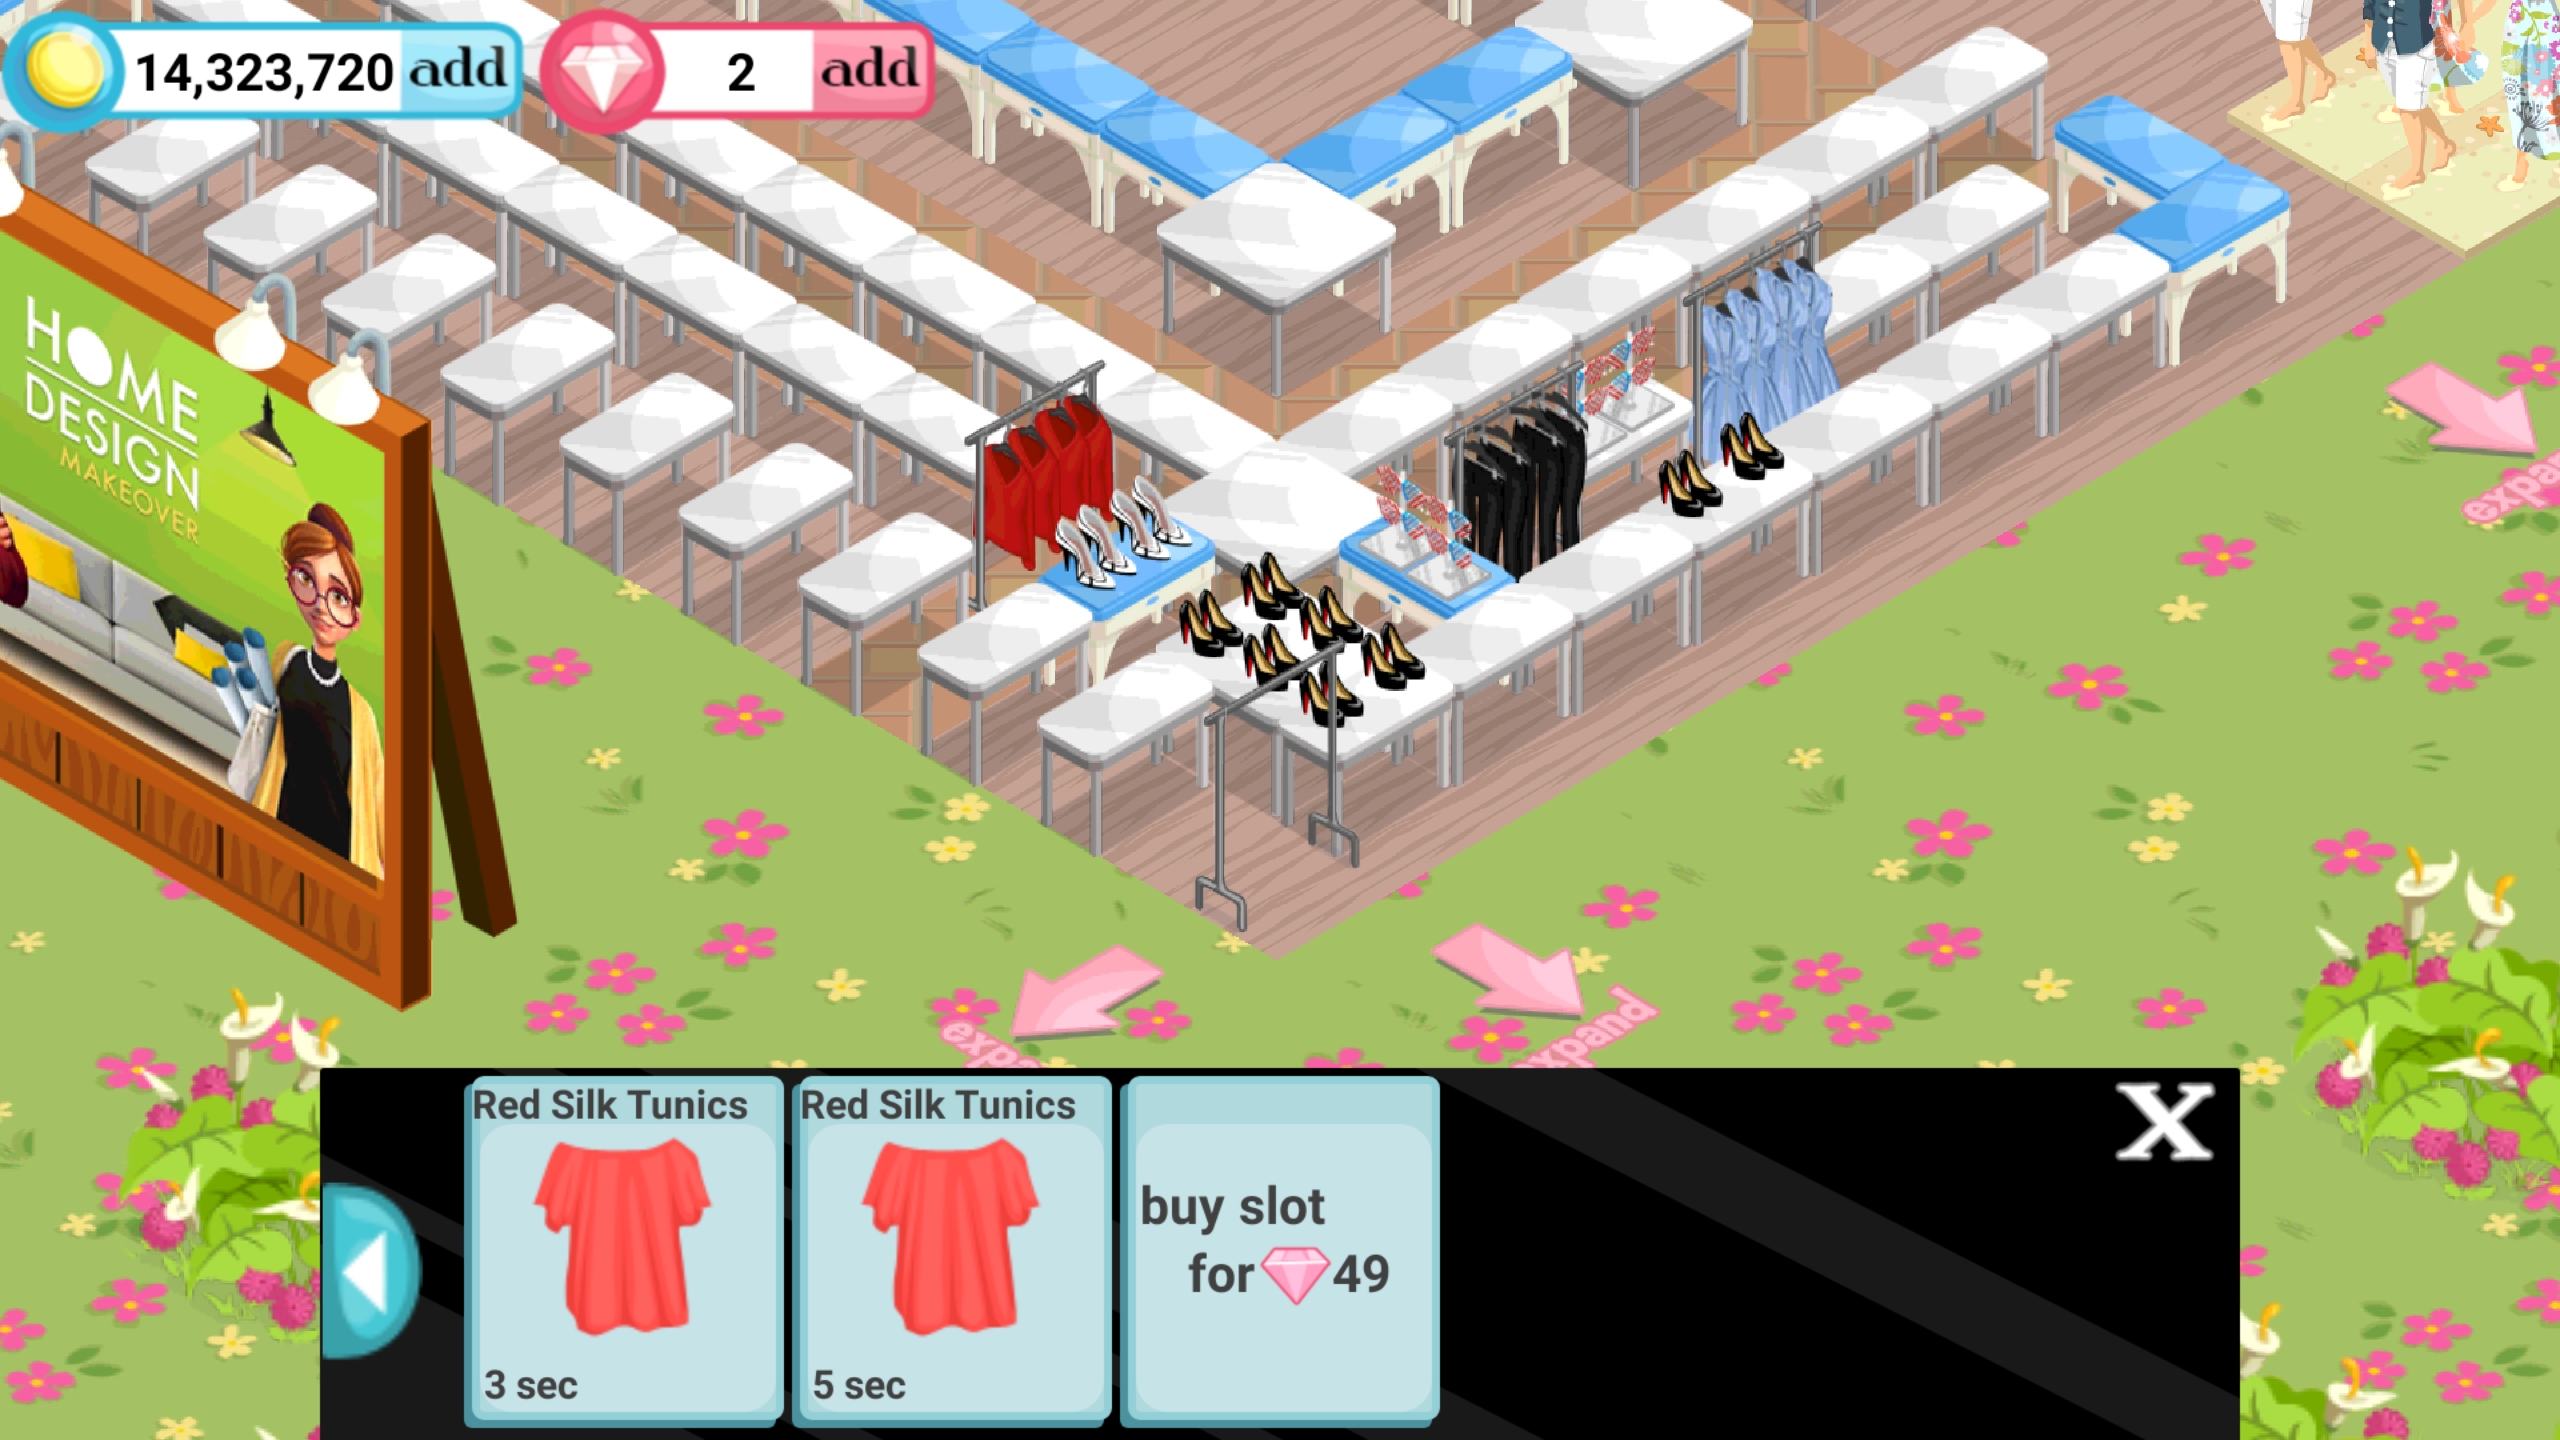 14,323,720 add
2 add
HOME
DESIGN
MAKEOVER
expand
Red Silk Tunics
3 sec
Red Silk Tunics
5 sec
buy slot
for 49
X